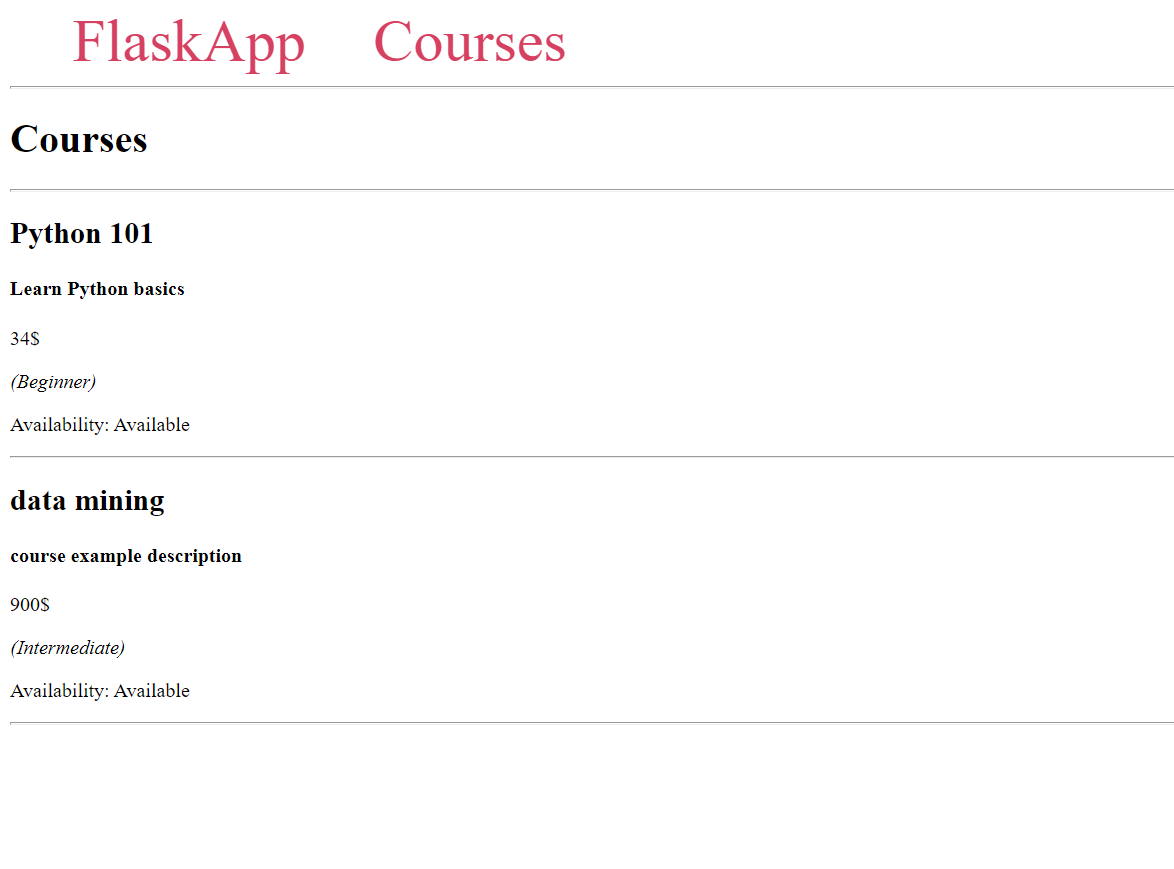 FlaskApp Courses
Courses
Python 101
Learn Python basics
34$
(Beginner)
Availability: Available
data mining
course example description
900$
(Intermediate)
Availability: Available